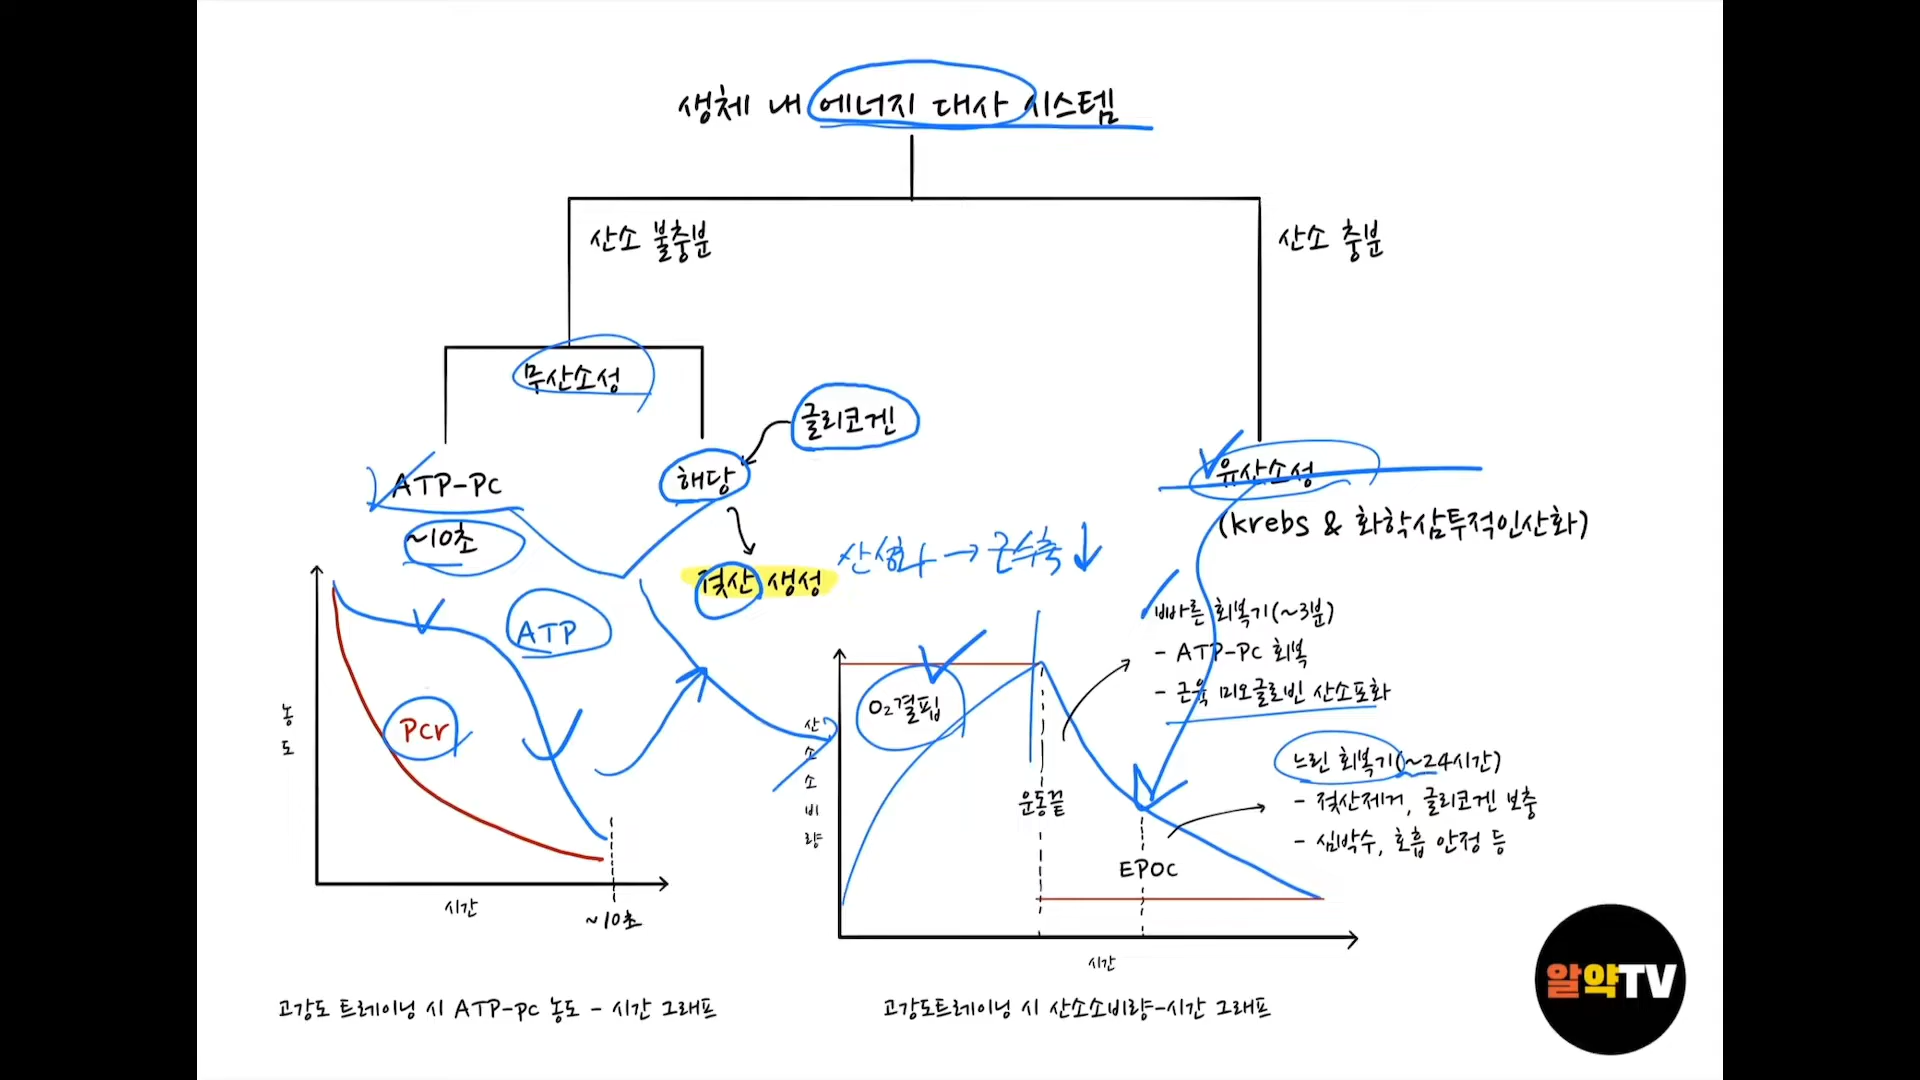 생체 내 에너지 대사 시스템
산소 불충분
산소 충분
무산소성
글리코겐
ATP-PC
해당
유산소성
~10초
(krebs & 화학삼투적인산화)
젖산 생성
산성화 → 근수축 ↓
ATP
PCr
농도
시간
~10초
고강도 트레이닝 시 ATP-PC 농도 - 시간 그래프
산소소비량
O₂결핍
운동끝
EPOC
시간
고강도트레이닝 시 산소소비량-시간 그래프
빠른 회복기(~3분)
- ATP-PC 회복
- 근육 미오글로빈 산소포화
느린 회복기(~24시간)
- 젖산제거, 글리코겐 보충
- 심박수, 호흡 안정 등
알약TV